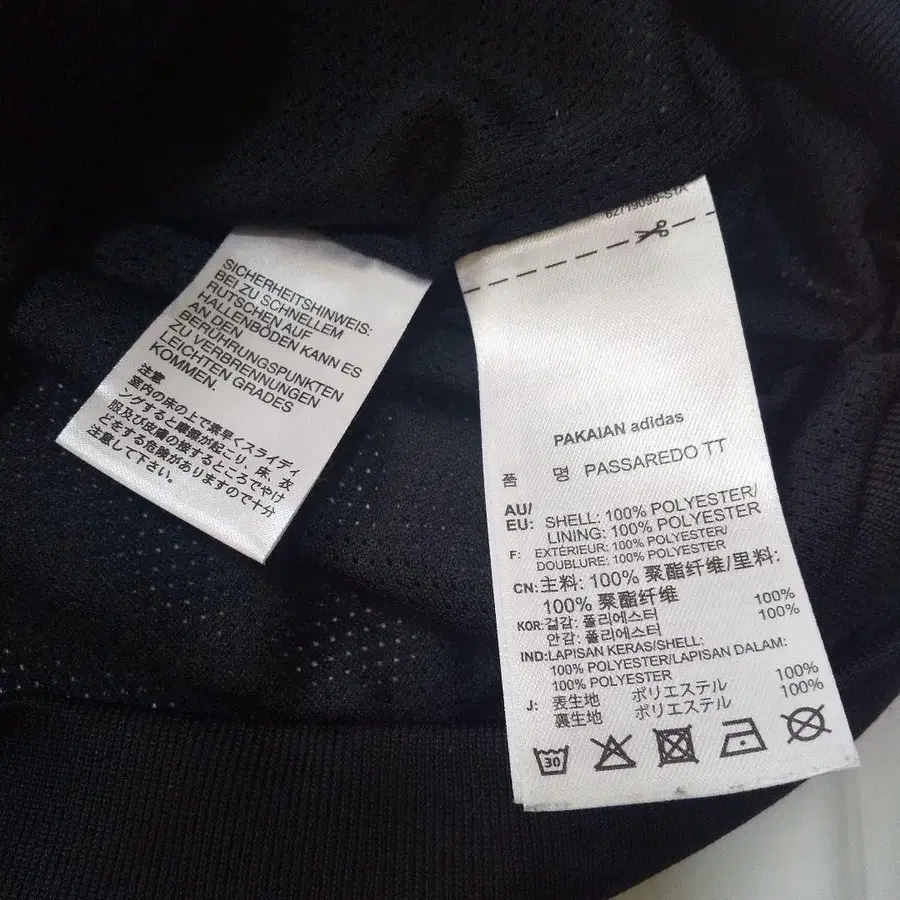 SICHERHEITSHINWEIS:
BEI ZU SCHNELLEM
RUTSCHEN AUF
HALLENBÖDEN KANN ES
AN DEN
BERÜHRUNGSPUNKTEN
ZU VERBRENNUNGEN
LEICHTEN GRADES
KOMMEN.
注意
室内の床の上で素早くスライディ
ングすると摩擦が起こり、床、衣
服及び皮膚の接するところでやけ
どをする危険がありますので十分
注意して下さい。
62719090-S1X
PAKAIAN adidas
품 명 PASSAREDO TT
AU/
EU: SHELL: 100% POLYESTER/
LINING: 100% POLYESTER
F: EXTÉRIEUR: 100% POLYESTER/
DOUBLURE: 100% POLYESTER
CN: 主料: 100% 聚酯纤维/里料:
100% 聚酯纤维
KOR: 겉감: 폴리에스터 100%
안감: 폴리에스터 100%
IND: LAPISAN KERAS/SHELL:
100% POLYESTER/LAPISAN DALAM:
100% POLYESTER
J: 表生地 ポリエステル 100%
裏生地 ポリエステル 100%
30